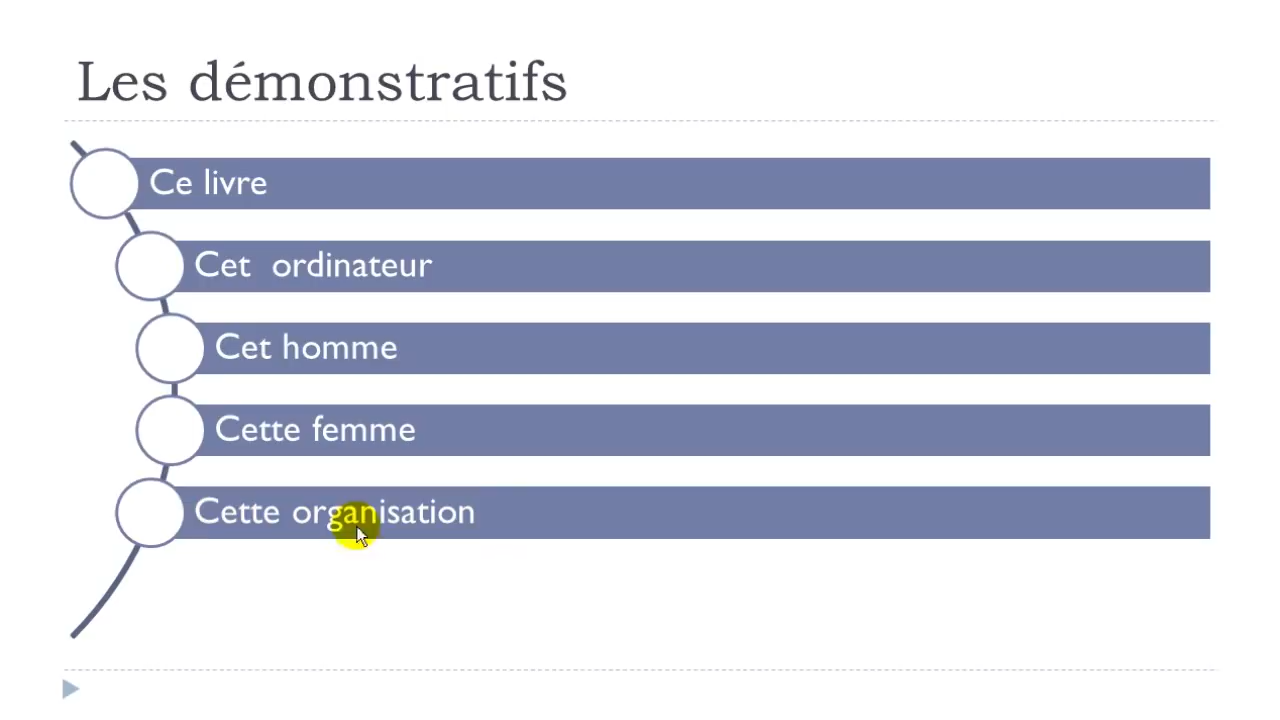 Les démonstratifs
Ce livre
Cet ordinateur
Cet homme
Cette femme
Cette organisation